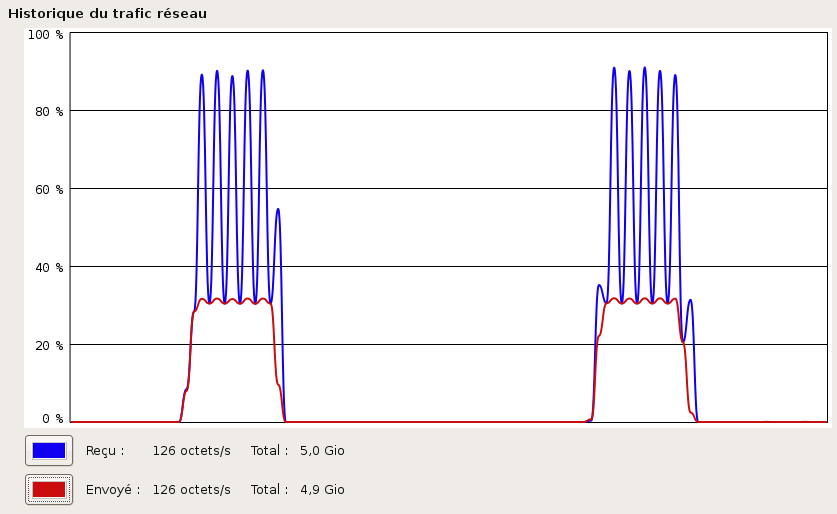 Historique du trafic réseau
100 %
80 %
60 %
40 %
20 %
0 %
Reçu : 126 octets/s Total : 5,0 Gio
Envoyé : 126 octets/s Total : 4,9 Gio